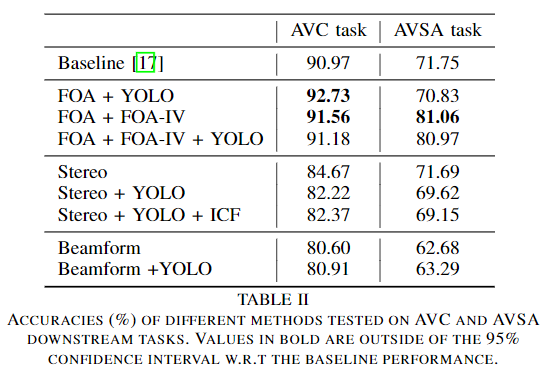 AVC task AVSA task
Baseline [17] 90.97 71.75
FOA + YOLO 92.73 70.83
FOA + FOA-IV 91.56 81.06
FOA + FOA-IV + YOLO 91.18 80.97
Stereo 84.67 71.69
Stereo + YOLO 82.22 69.62
Stereo + YOLO + ICF 82.37 69.15
Beamform 80.60 62.68
Beamform +YOLO 80.91 63.29
TABLE II
ACCURACIES (%) OF DIFFERENT METHODS TESTED ON AVC AND AVSA
DOWNSTREAM TASKS. VALUES IN BOLD ARE OUTSIDE OF THE 95%
CONFIDENCE INTERVAL W.R.T THE BASELINE PERFORMANCE.